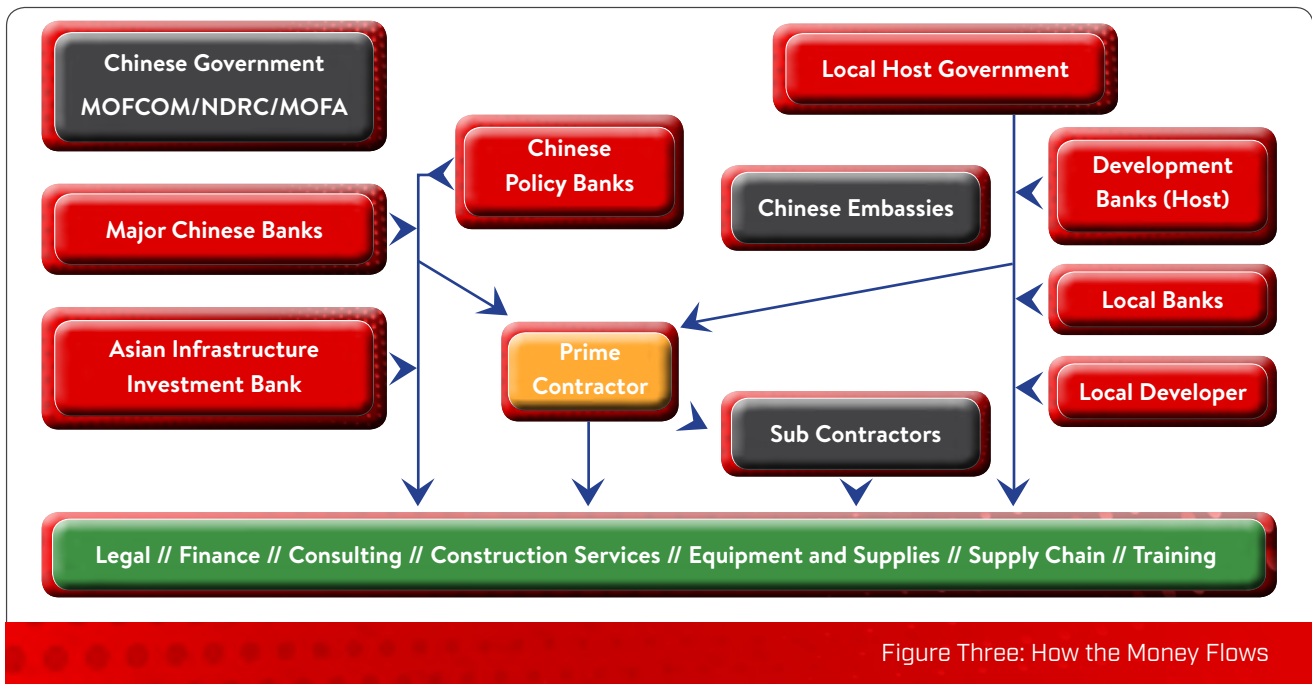 Chinese Government
MOFCOM/NDRC/MOFA
Local Host Government
Chinese
Policy Banks
Development
Banks (Host)
Chinese Embassies
Major Chinese Banks
Local Banks
Asian Infrastructure
Investment Bank
Prime
Contractor
Local Developer
Sub Contractors
Legal // Finance // Consulting // Construction Services // Equipment and Supplies // Supply Chain // Training
Figure Three: How the Money Flows